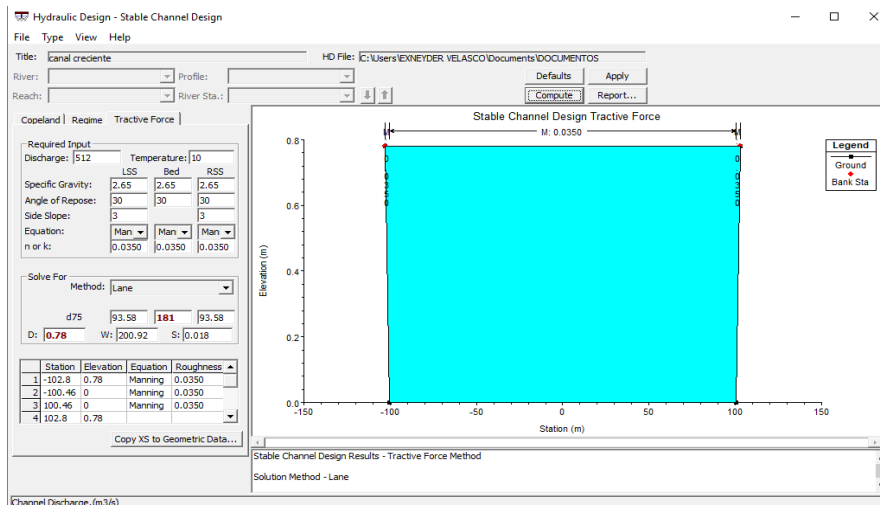 Hydraulic Design - Stable Channel Design
File Type View Help
Title: canal creciente HD File: C:\Users\EXNEYDER VELASCO\Documents\DOCUMENTOS
River: Profile: Defaults Apply
Reach: River Sta.: Compute Report...
Copeland Regime Tractive Force
Required Input
Discharge: 512 Temperature: 10
LSS Bed RSS
Specific Gravity: 2.65 2.65 2.65
Angle of Repose: 30 30 30
Side Slope: 3 3
Equation: Man Man Man
n or k: 0.0350 0.0350 0.0350
Solve For
Method: Lane
d75 93.58 181 93.58
D: 0.78 W: 200.92 S: 0.018
Station Elevation Equation Roughness
1 -102.8 0.78 Manning 0.0350
2 -100.46 0 Manning 0.0350
3 100.46 0 Manning 0.0350
4 102.8 0.78
Copy XS to Geometric Data...
Stable Channel Design Tractive Force
M: 0.0350
0.8
0.6
0.4
0.2
0.0
Elevation (m)
-150 -100 -50 0 50 100 150
Station (m)
Legend
Ground
Bank Sta
Stable Channel Design Results - Tractive Force Method
Solution Method - Lane
Channel Discharge,(m3/s)